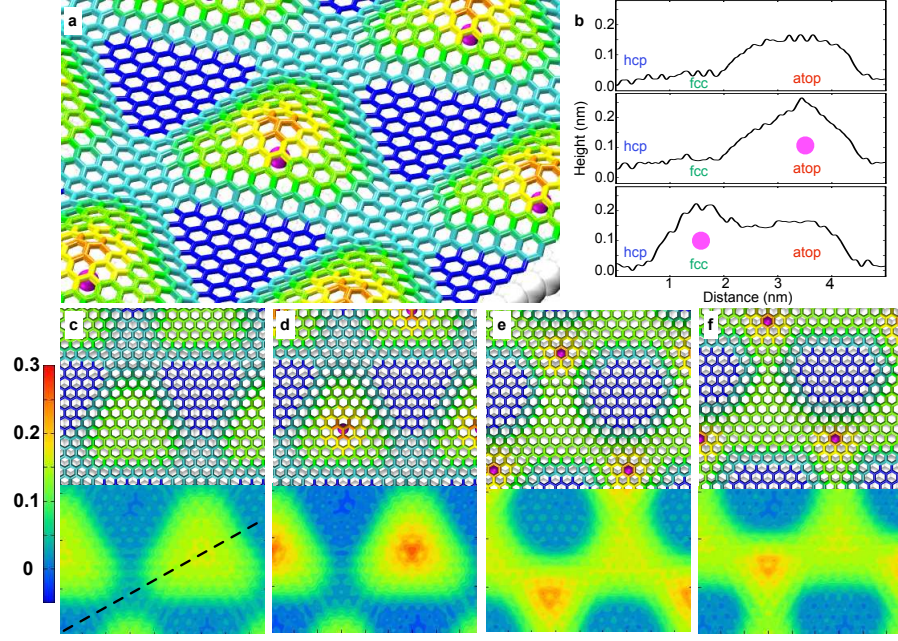 a
b
0.2
0.1
0.0
hcp
fcc
atop
0.2
0.1
0.0
hcp
fcc
atop
0.2
0.1
0.0
hcp
fcc
atop
Height (nm)
1
2
3
4
Distance (nm)
c
d
e
f
0.3
0.2
0.1
0